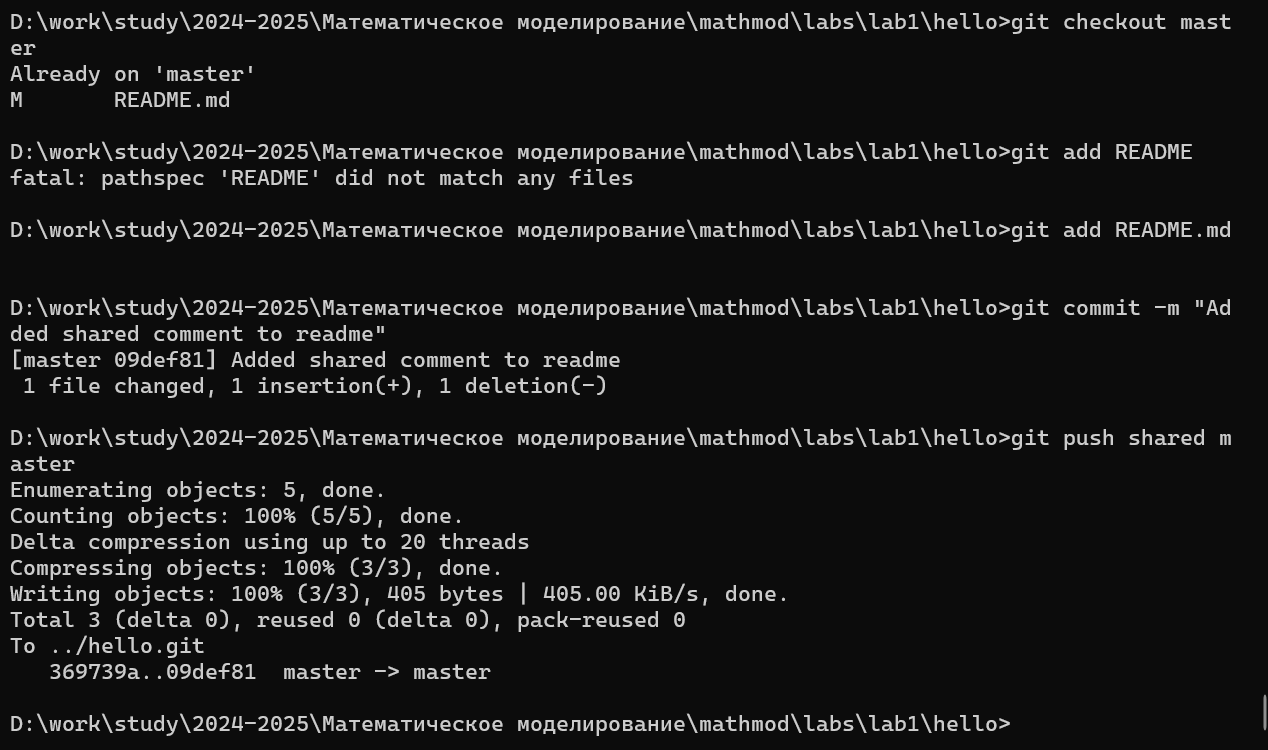 D:\work\study\2024-2025\Математическое моделирование\mathmod\labs\lab1\hello>git checkout mast
er
Already on 'master'
M       README.md
D:\work\study\2024-2025\Математическое моделирование\mathmod\labs\lab1\hello>git add README
fatal: pathspec 'README' did not match any files
D:\work\study\2024-2025\Математическое моделирование\mathmod\labs\lab1\hello>git add README.md
D:\work\study\2024-2025\Математическое моделирование\mathmod\labs\lab1\hello>git commit -m "Ad
ded shared comment to readme"
[master 09def81] Added shared comment to readme
 1 file changed, 1 insertion(+), 1 deletion(-)
D:\work\study\2024-2025\Математическое моделирование\mathmod\labs\lab1\hello>git push shared m
aster
Enumerating objects: 5, done.
Counting objects: 100% (5/5), done.
Delta compression using up to 20 threads
Compressing objects: 100% (3/3), done.
Writing objects: 100% (3/3), 405 bytes | 405.00 KiB/s, done.
Total 3 (delta 0), reused 0 (delta 0), pack-reused 0
To ../hello.git
   369739a..09def81  master -> master
D:\work\study\2024-2025\Математическое моделирование\mathmod\labs\lab1\hello>